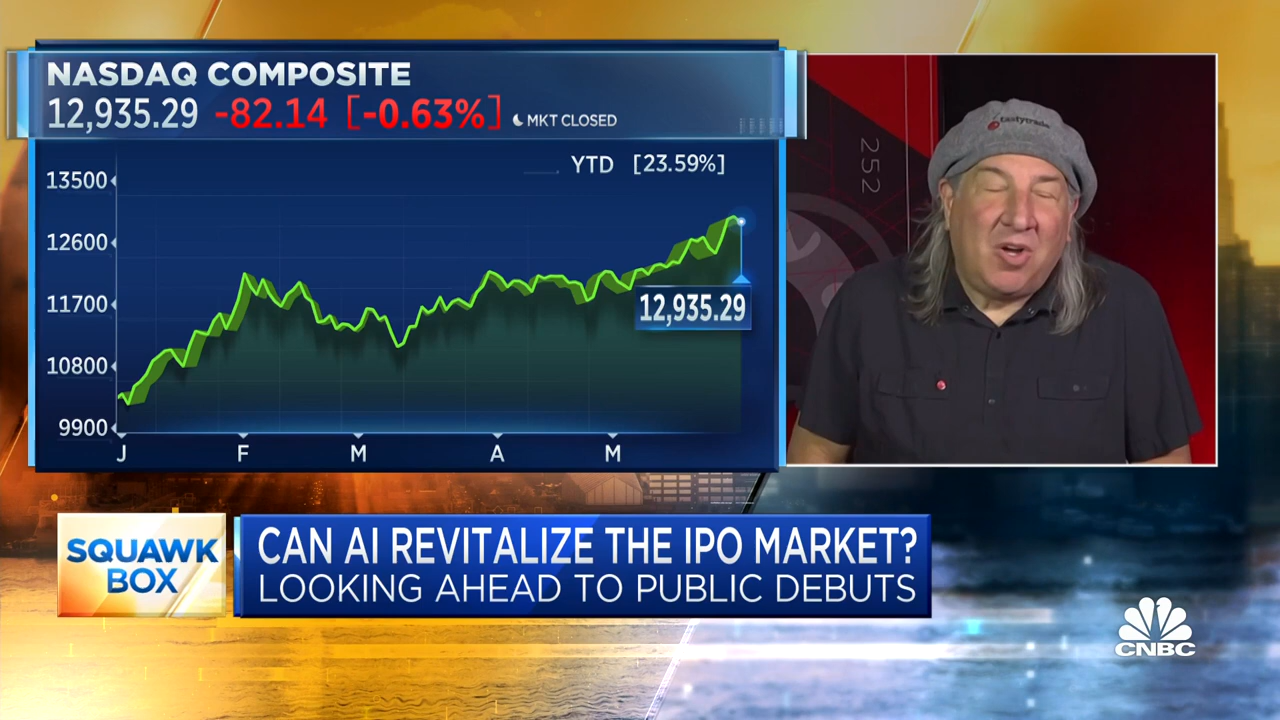 NASDAQ COMPOSITE
12,935.29 -82.14 [-0.63%] MKT CLOSED
YTD [23.59%]
13500
12600
11700
10800
9900
12,935.29
J F M A M
252
tastytrade
SQUAWK
BOX
CAN AI REVITALIZE THE IPO MARKET?
LOOKING AHEAD TO PUBLIC DEBUTS
CNBC